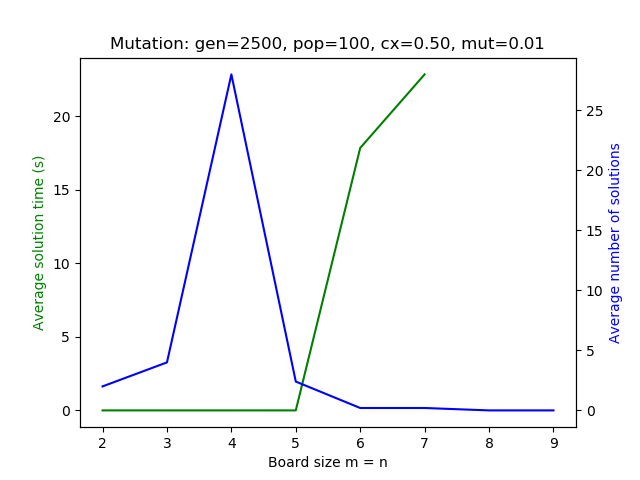 Mutation: gen=2500, pop=100, cx=0.50, mut=0.01
Average solution time (s)
20
15
10
5
0
25
20
15
10
5
0
Average number of solutions
2 3 4 5 6 7 8 9
Board size m = n